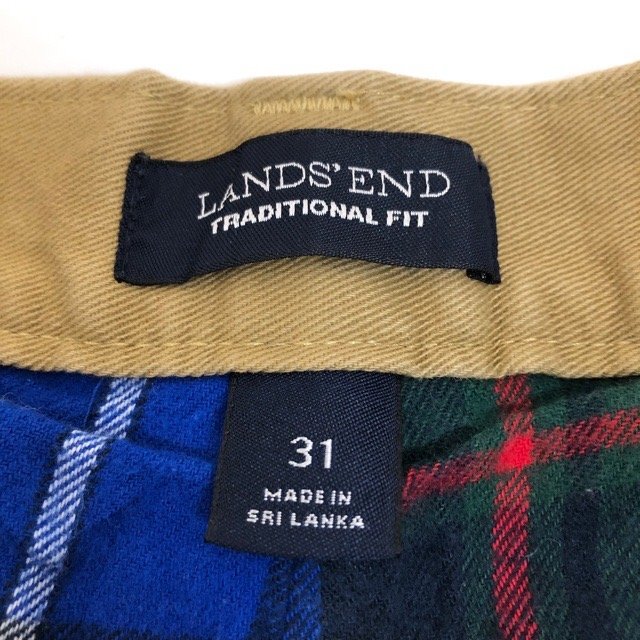 LANDS' END
TRADITIONAL FIT
31
MADE IN
SRI LANKA